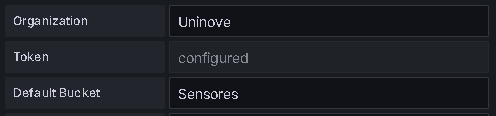 Organization Uninove
Token configured
Default Bucket Sensores